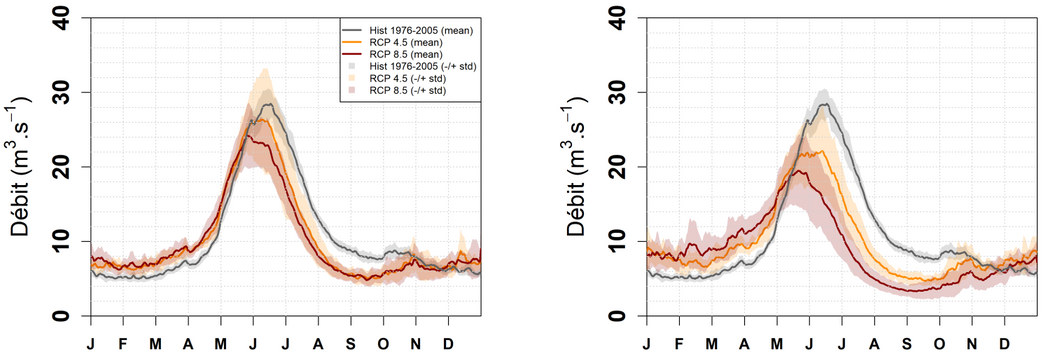 40
30
20
10
0
Débit (m³.s⁻¹)
Hist 1976-2005 (mean)
RCP 4.5 (mean)
RCP 8.5 (mean)
Hist 1976-2005 (-/+ std)
RCP 4.5 (-/+ std)
RCP 8.5 (-/+ std)
J F M A M J J A S O N D
40
30
20
10
0
Débit (m³.s⁻¹)
J F M A M J J A S O N D